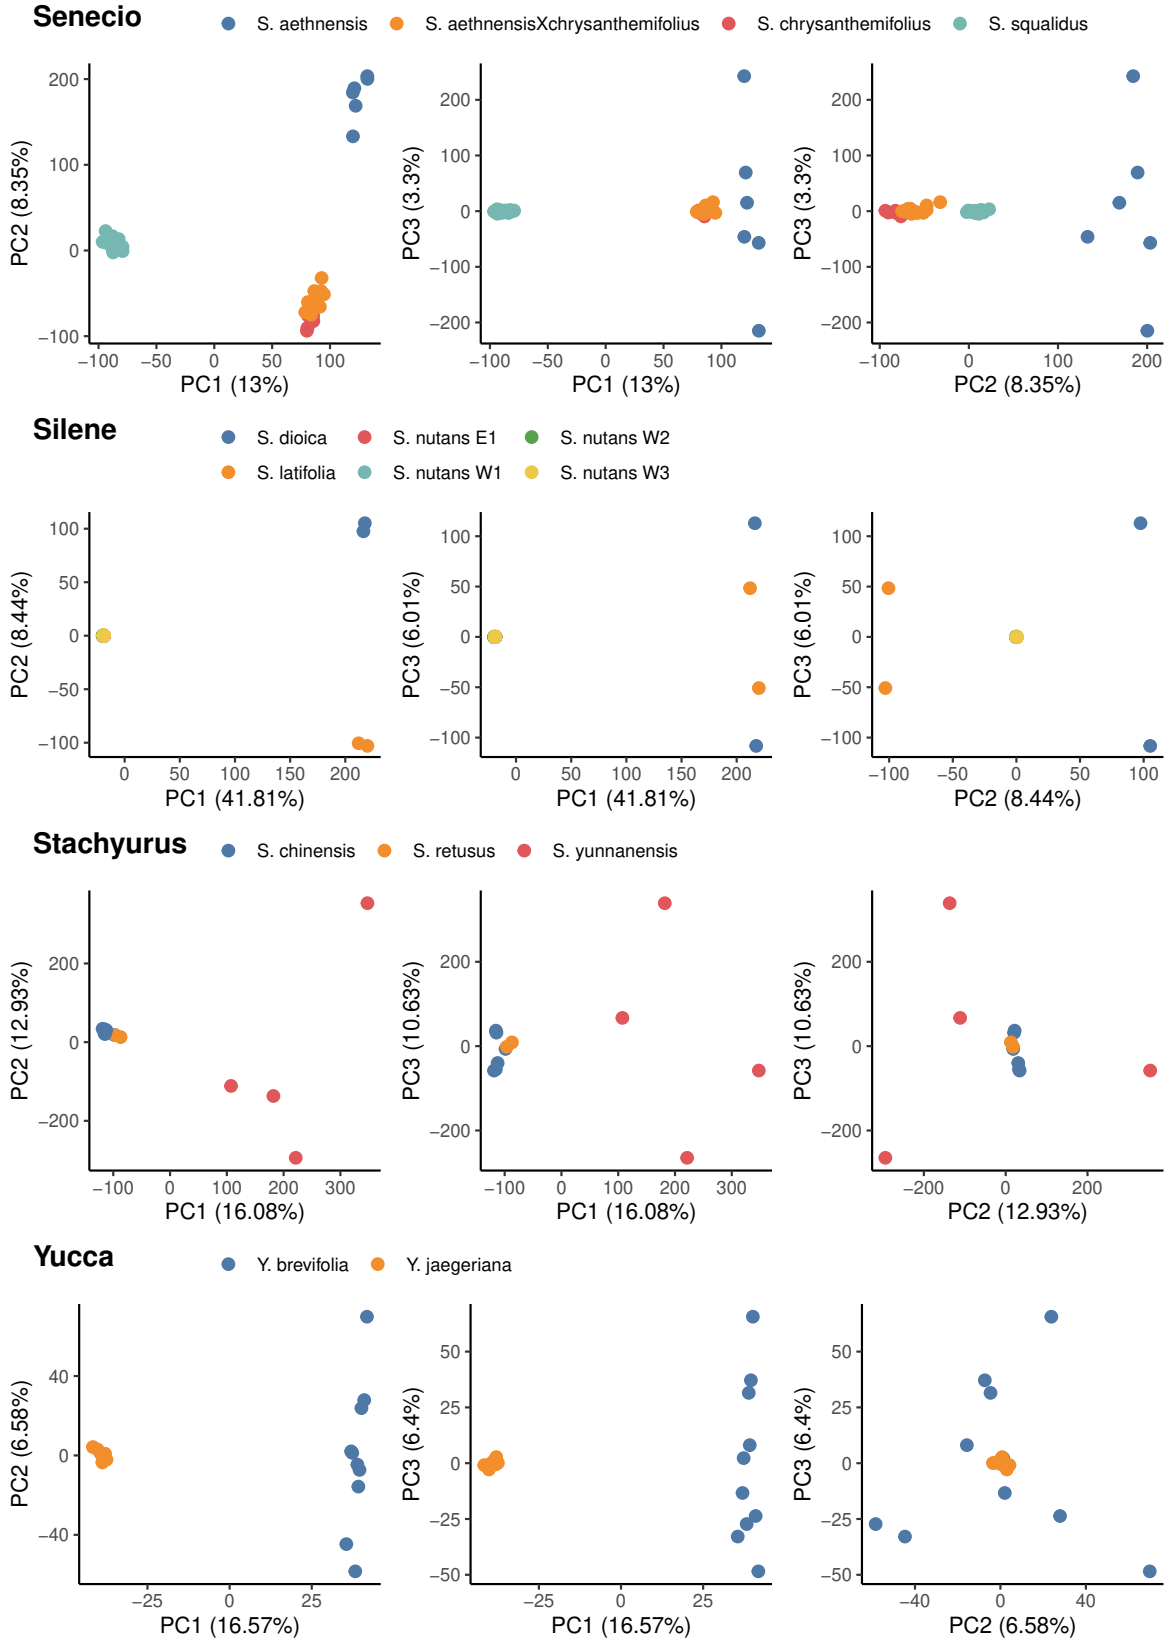 Senecio
S. aethnensis S. aethnensisXchrysanthemifolius S. chrysanthemifolius S. squalidus
PC2 (8.35%)
200
100
0
−100
−100 −50 0 50 100
PC1 (13%)
PC3 (3.3%)
200
100
0
−100
−200
−100 −50 0 50 100
PC1 (13%)
PC3 (3.3%)
200
100
0
−100
−200
−100 0 100 200
PC2 (8.35%)
Silene
S. dioica S. nutans E1 S. nutans W2
S. latifolia S. nutans W1 S. nutans W3
PC2 (8.44%)
100
50
0
−50
−100
0 50 100 150 200
PC1 (41.81%)
PC3 (6.01%)
100
50
0
−50
−100
0 50 100 150 200
PC1 (41.81%)
PC3 (6.01%)
100
50
0
−50
−100
−100 −50 0 50 100
PC2 (8.44%)
Stachyurus
S. chinensis S. retusus S. yunnanensis
PC2 (12.93%)
200
0
−200
−100 0 100 200 300
PC1 (16.08%)
PC3 (10.63%)
200
0
−200
−100 0 100 200 300
PC1 (16.08%)
PC3 (10.63%)
200
0
−200
−200 0 200
PC2 (12.93%)
Yucca
Y. brevifolia Y. jaegeriana
PC2 (6.58%)
40
0
−40
−25 0 25
PC1 (16.57%)
PC3 (6.4%)
50
25
0
−25
−50
−25 0 25
PC1 (16.57%)
PC3 (6.4%)
50
25
0
−25
−50
−40 0 40
PC2 (6.58%)